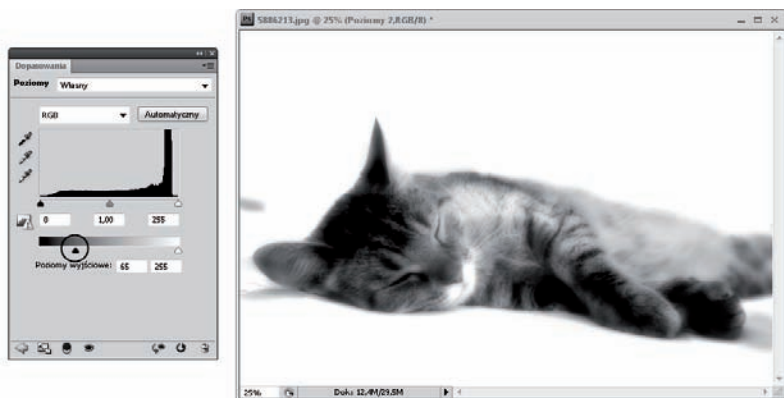 5886213.jpg @ 25% (Poziomy 2,RGB/8) *
Dopasowania
Poziomy Własny
RGB Automatyczny
0 1,00 255
Poziomy wyjściowe: 65 255
25% Dok: 12,4M/29,5M